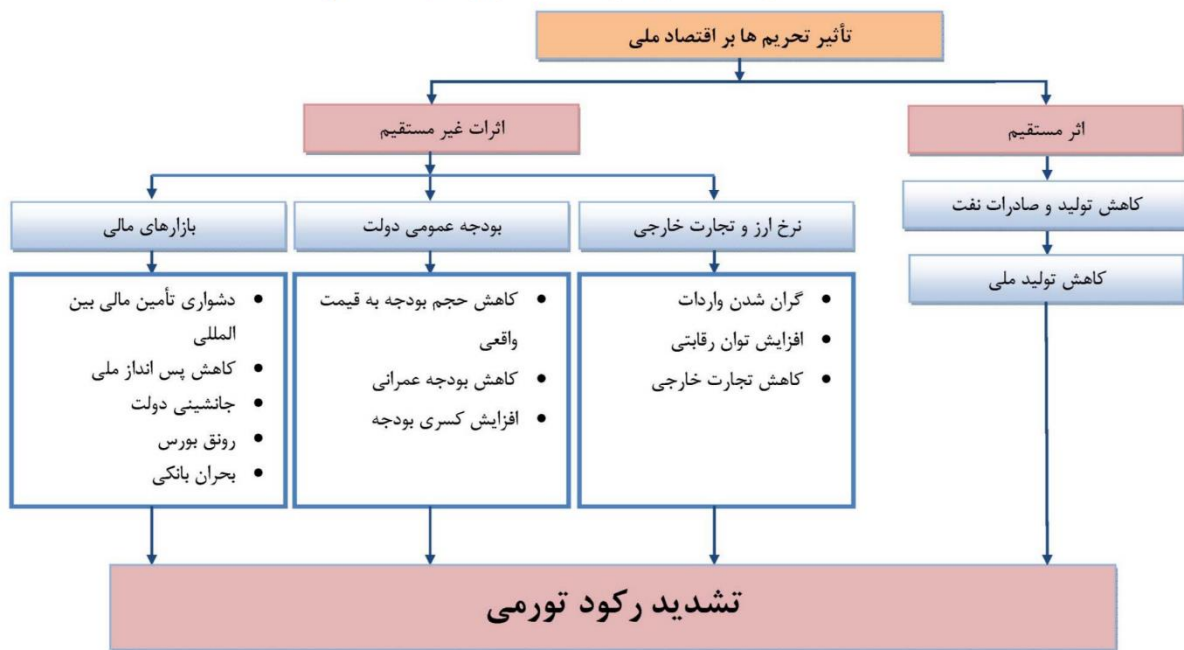 تأثیر تحریم ها بر اقتصاد ملی
اثر مستقیم
اثرات غیر مستقیم
کاهش تولید و صادرات نفت
کاهش تولید ملی
نرخ ارز و تجارت خارجی
• گران شدن واردات
• افزایش توان رقابتی
• کاهش تجارت خارجی
بودجه عمومی دولت
• کاهش حجم بودجه به قیمت
واقعی
• کاهش بودجه عمرانی
• افزایش کسری بودجه
بازارهای مالی
• دشواری تأمین مالی بین
المللی
• کاهش پس انداز ملی
• جانشینی دولت
• رونق بورس
• بحران بانکی
تشدید رکود تورمی